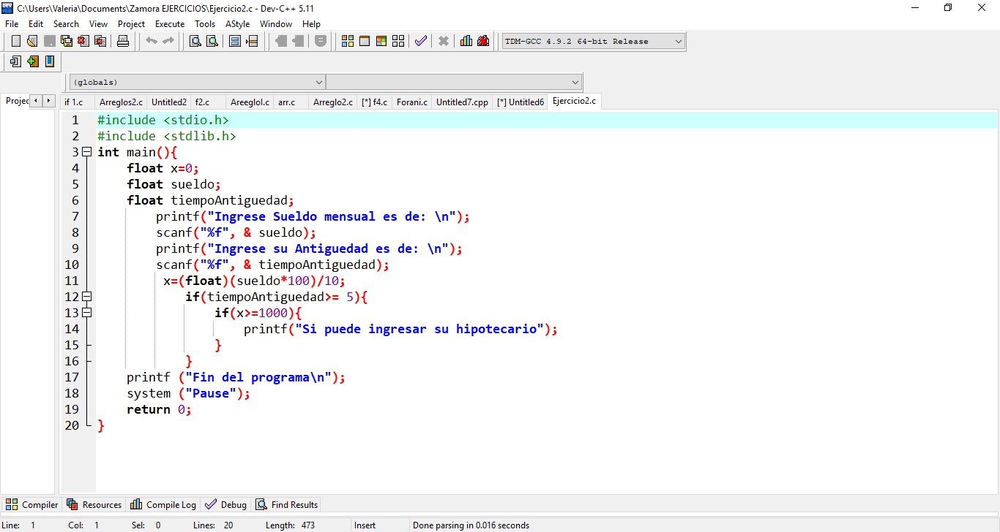 C:\Users\Valeria\Documents\Zamora EJERCICIOS\Ejercicio2.c - Dev-C++ 5.11
File Edit Search View Project Execute Tools AStyle Window Help
TDM-GCC 4.9.2 64-bit Release
(globals)
Projec if 1.c Arreglos2.c Untitled2 f2.c Areeglol.c arr.c Arreglo2.c [*] f4.c Forani.c Untitled7.cpp [*] Untitled6 Ejercicio2.c
1 #include <stdio.h>
2 #include <stdlib.h>
3 int main(){
4 float x=0;
5 float sueldo;
6 float tiempoAntiguedad;
7 printf("Ingrese Sueldo mensual es de: \n");
8 scanf("%f", & sueldo);
9 printf("Ingrese su Antiguedad es de: \n");
10 scanf("%f", & tiempoAntiguedad);
11 x=(float)(sueldo*100)/10;
12 if(tiempoAntiguedad>= 5){
13 if(x>=1000){
14 printf("Si puede ingresar su hipotecario");
15 }
16 }
17 printf ("Fin del programa\n");
18 system ("Pause");
19 return 0;
20 }
Compiler Resources Compile Log Debug Find Results
Line: 1 Col: 1 Sel: 0 Lines: 20 Length: 473 Insert Done parsing in 0.016 seconds